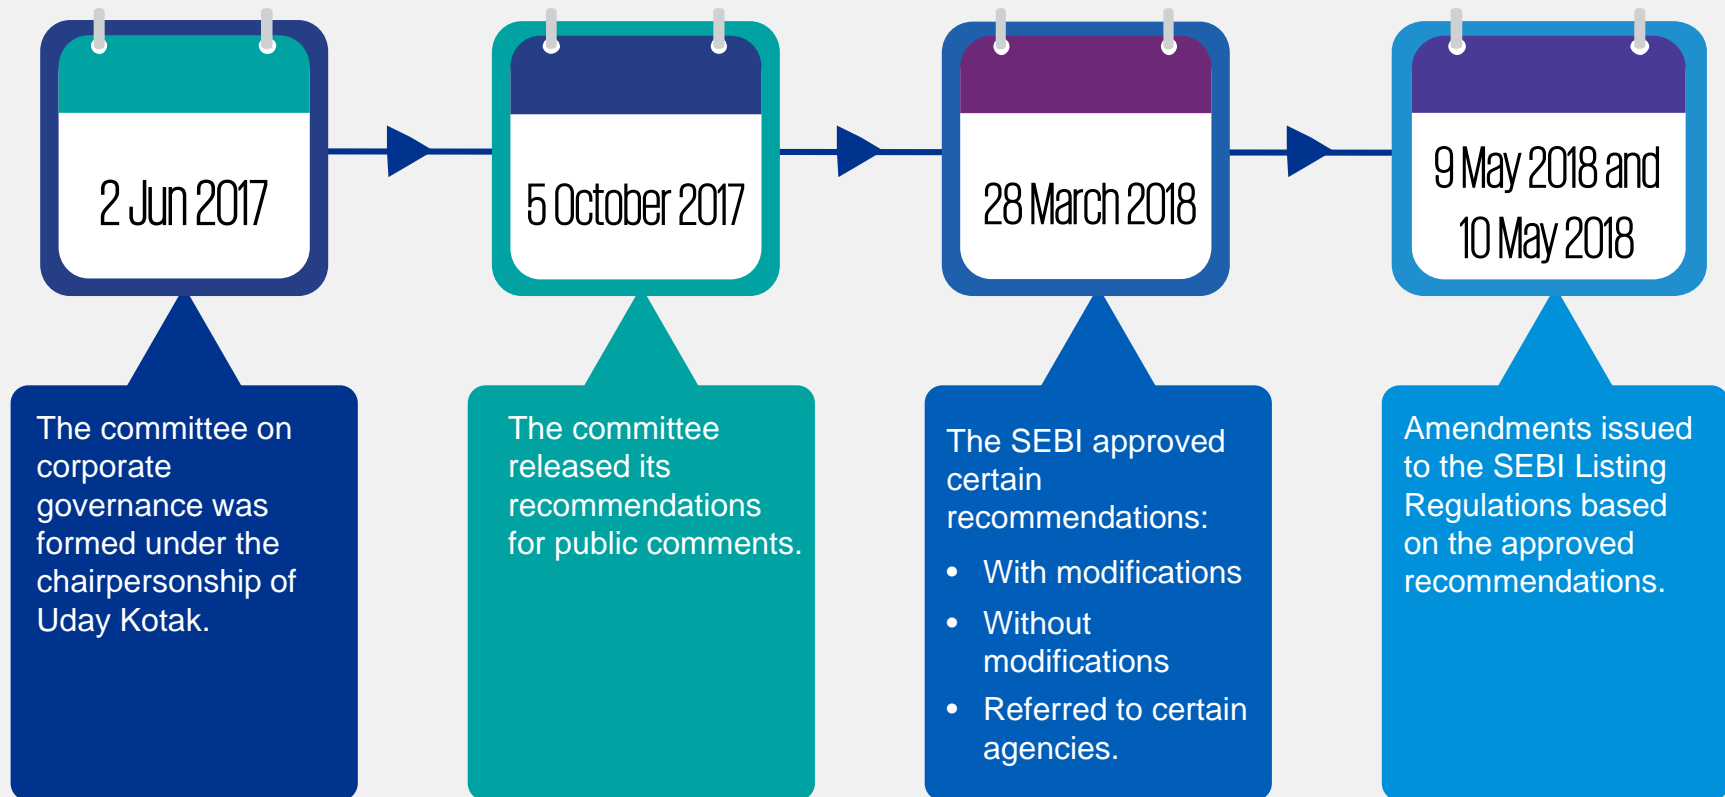 2 Jun 2017
5 October 2017
28 March 2018
9 May 2018 and
10 May 2018
The committee on
corporate
governance was
formed under the
chairpersonship of
Uday Kotak.
The committee
released its
recommendations
for public comments.
The SEBI approved
certain
recommendations:
• With modifications
• Without
modifications
• Referred to certain
agencies.
Amendments issued
to the SEBI Listing
Regulations based
on the approved
recommendations.